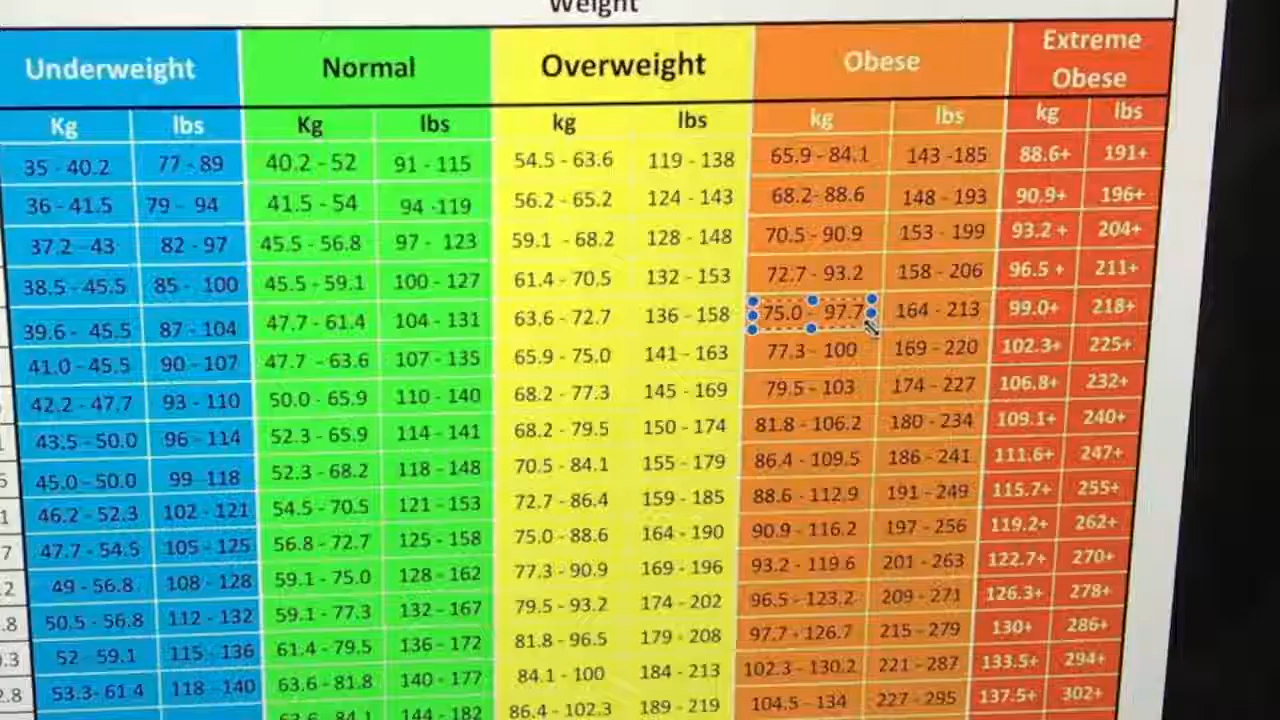 Weight
Underweight Normal Overweight Obese Extreme Obese
Kg lbs Kg lbs kg lbs kg lbs kg lbs
35 - 40.2 77 - 89 40.2 - 52 91 - 115 54.5 - 63.6 119 - 138 65.9 - 84.1 143 -185 88.6+ 191+
36 - 41.5 79 - 94 41.5 - 54 94 -119 56.2 - 65.2 124 - 143 68.2- 88.6 148 - 193 90.9+ 196+
37.2 - 43 82 - 97 45.5 - 56.8 97 - 123 59.1 - 68.2 128 - 148 70.5 - 90.9 153 - 199 93.2 + 204+
38.5 - 45.5 85 - 100 45.5 - 59.1 100 - 127 61.4 - 70.5 132 - 153 72.7 - 93.2 158 - 206 96.5 + 211+
39.6 - 45.5 87 - 104 47.7 - 61.4 104 - 131 63.6 - 72.7 136 - 158 75.0 - 97.7 164 - 213 99.0+ 218+
41.0 - 45.5 90 - 107 47.7 - 63.6 107 - 135 65.9 - 75.0 141 - 163 77.3- 100 169 - 220 102.3+ 225+
42.2 - 47.7 93 - 110 50.0 - 65.9 110 - 140 68.2 - 77.3 145 - 169 79.5 - 103 174 - 227 106.8+ 232+
43.5 - 50.0 96 - 114 52.3 - 65.9 114 - 141 68.2 - 79.5 150 - 174 81.8 - 106.2 180 - 234 109.1+ 240+
45.0 - 50.0 99 -118 52.3 - 68.2 118 - 148 70.5 - 84.1 155 - 179 86.4 - 109.5 186 - 241 111.6+ 247+
46.2 - 52.3 102 - 121 54.5 - 70.5 121 - 153 72.7 - 86.4 159 - 185 88.6 - 112.9 191 - 249 115.7+ 255+
7 47.7 - 54.5 105 - 125 56.8 - 72.7 125 - 158 75.0 - 88.6 164 - 190 90.9 - 116.2 197 - 256 119.2+ 262+
.2 49 - 56.8 108 - 128 59.1 - 75.0 128 - 162 77.3 - 90.9 169 - 196 93.2 - 119.6 201 - 263 122.7+ 270+
.8 50.5 - 56.8 112 - 132 59.1 - 77.3 132 - 167 79.5 - 93.2 174 - 202 96.5 - 123.2 209 - 271 126.3+ 278+
.3 52 - 59.1 115 - 136 61.4 - 79.5 136 - 172 81.8 - 96.5 179 - 208 97.7 - 126.7 215 - 279 130+ 286+
2.8 53.3- 61.4 118 - 140 63.6 - 81.8 140 - 177 84.1 - 100 184 - 213 102.3 - 130.2 221 - 287 133.5+ 294+
144 - 182 86.4 - 102.3 189 - 219 104.5 - 134 227 - 295 137.5+ 302+